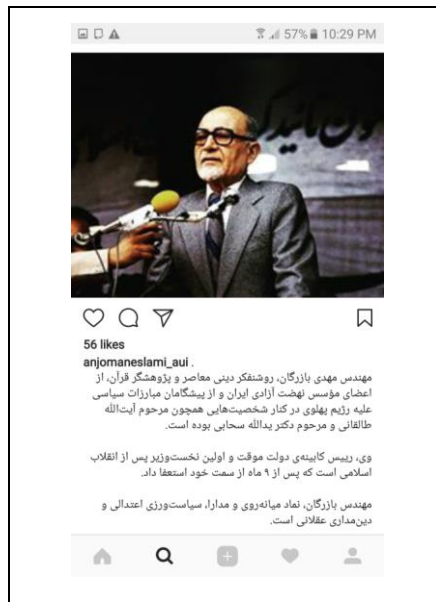 57% 10:29 PM
56 likes
anjomaneslami_aui .
مهندس مهدی بازرگان، روشنفکر دینی معاصر و پژوهشگر قرآن، از
اعضای مؤسس نهضت آزادی ایران و از پیشگامان مبارزات سیاسی
علیه رژیم پهلوی در کنار شخصیت‌هایی همچون مرحوم آیت‌الله
طالقانی و مرحوم دکتر یدالله سحابی بوده است.
وی، رییس کابینه‌ی دولت موقت و اولین نخست‌وزیر پس از انقلاب
اسلامی است که پس از ۹ ماه از سمت خود استعفا داد.
مهندس بازرگان، نماد میانه‌روی و مدارا، سیاست‌ورزی اعتدالی و
دین‌مداری عقلانی است.